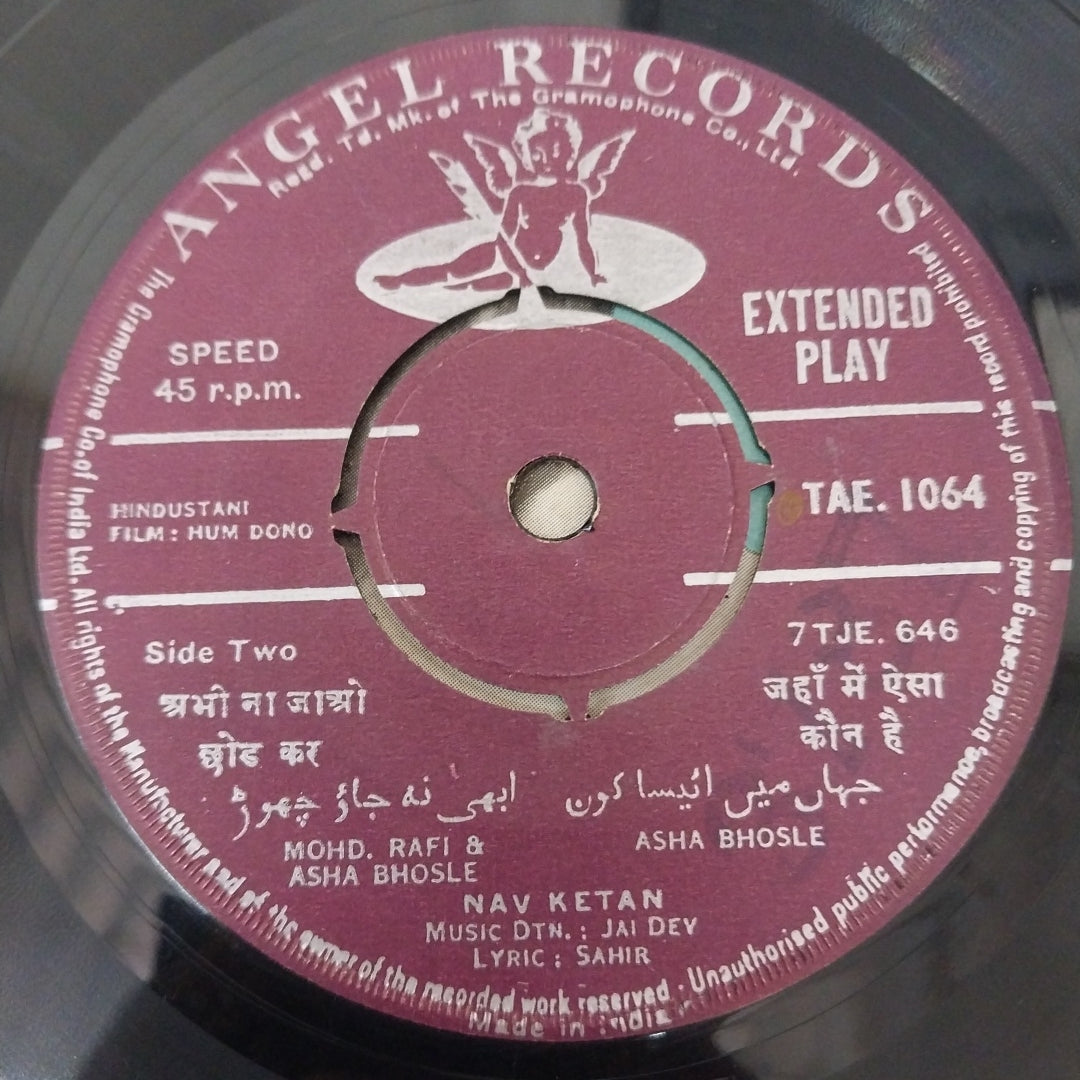 ANGEL RECORDS
Regd. Td. Mk. of The Gramophone Co., Ltd.
EXTENDED
PLAY
SPEED
45 r.p.m.
HINDUSTANI
FILM : HUM DONO
TAE. 1064
7TJE. 646
Side Two
अभी ना जाओ
छोड कर
जहाँ में ऐसा
कौन है
ابھی نہ جاؤ چھوڑ
جہاں میں ائیسا کون
MOHD. RAFI &
ASHA BHOSLE
ASHA BHOSLE
NAV KETAN
MUSIC DTN. : JAI DEV
LYRIC : SAHIR
The Gramophone Co. of India Ltd. All rights of the Manufacturer and of the owner of the recorded work reserved · Unauthorised public performance, broadcasting and copying of this record prohibited
Made in India